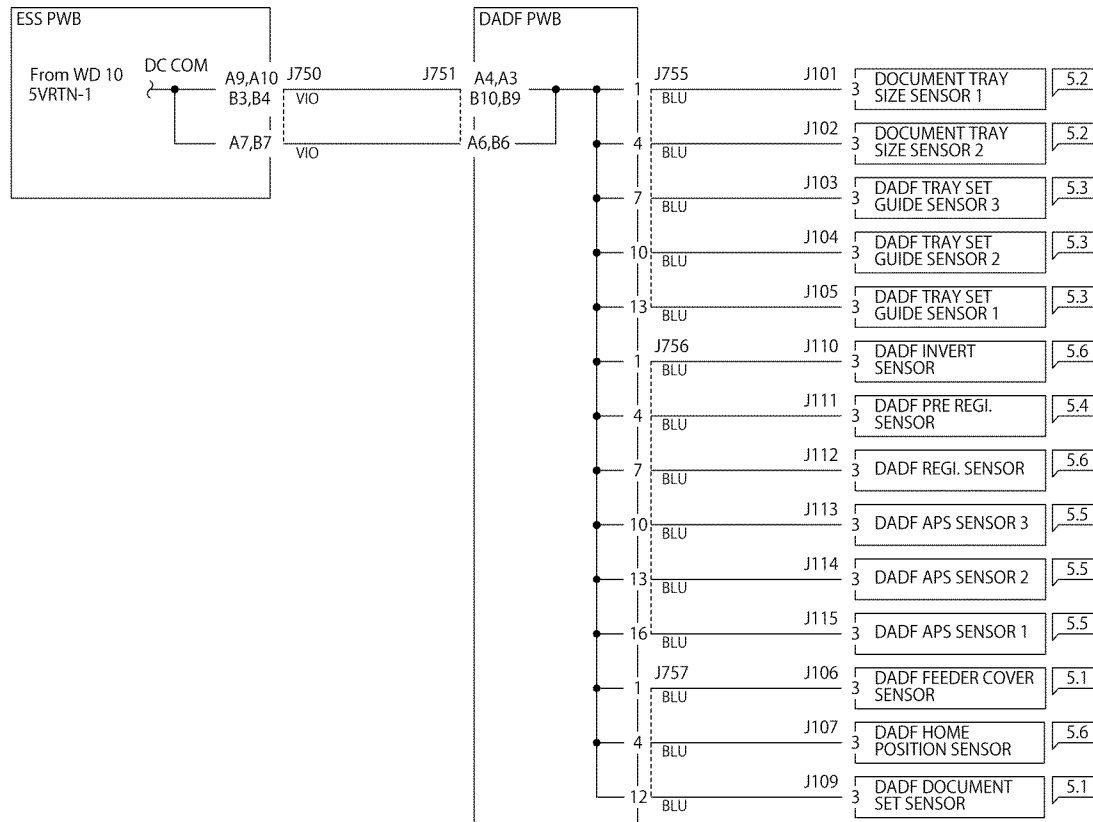 ESS PWB
DADF PWB
From WD 10
5VRTN-1
DC COM
A9,A10
B3,B4
J750
VIO
J751
A4,A3
B10,B9
A7,B7
VIO
A6,B6
1 J755 BLU J101 3 DOCUMENT TRAY
SIZE SENSOR 1 5.2
4 BLU J102 3 DOCUMENT TRAY
SIZE SENSOR 2 5.2
7 BLU J103 3 DADF TRAY SET
GUIDE SENSOR 3 5.3
10 BLU J104 3 DADF TRAY SET
GUIDE SENSOR 2 5.3
13 BLU J105 3 DADF TRAY SET
GUIDE SENSOR 1 5.3
1 J756 BLU J110 3 DADF INVERT
SENSOR 5.6
4 BLU J111 3 DADF PRE REGI.
SENSOR 5.4
7 BLU J112 3 DADF REGI. SENSOR 5.6
10 BLU J113 3 DADF APS SENSOR 3 5.5
13 BLU J114 3 DADF APS SENSOR 2 5.5
16 BLU J115 3 DADF APS SENSOR 1 5.5
1 J757 BLU J106 3 DADF FEEDER COVER
SENSOR 5.1
4 BLU J107 3 DADF HOME
POSITION SENSOR 5.6
12 BLU J109 3 DADF DOCUMENT
SET SENSOR 5.1